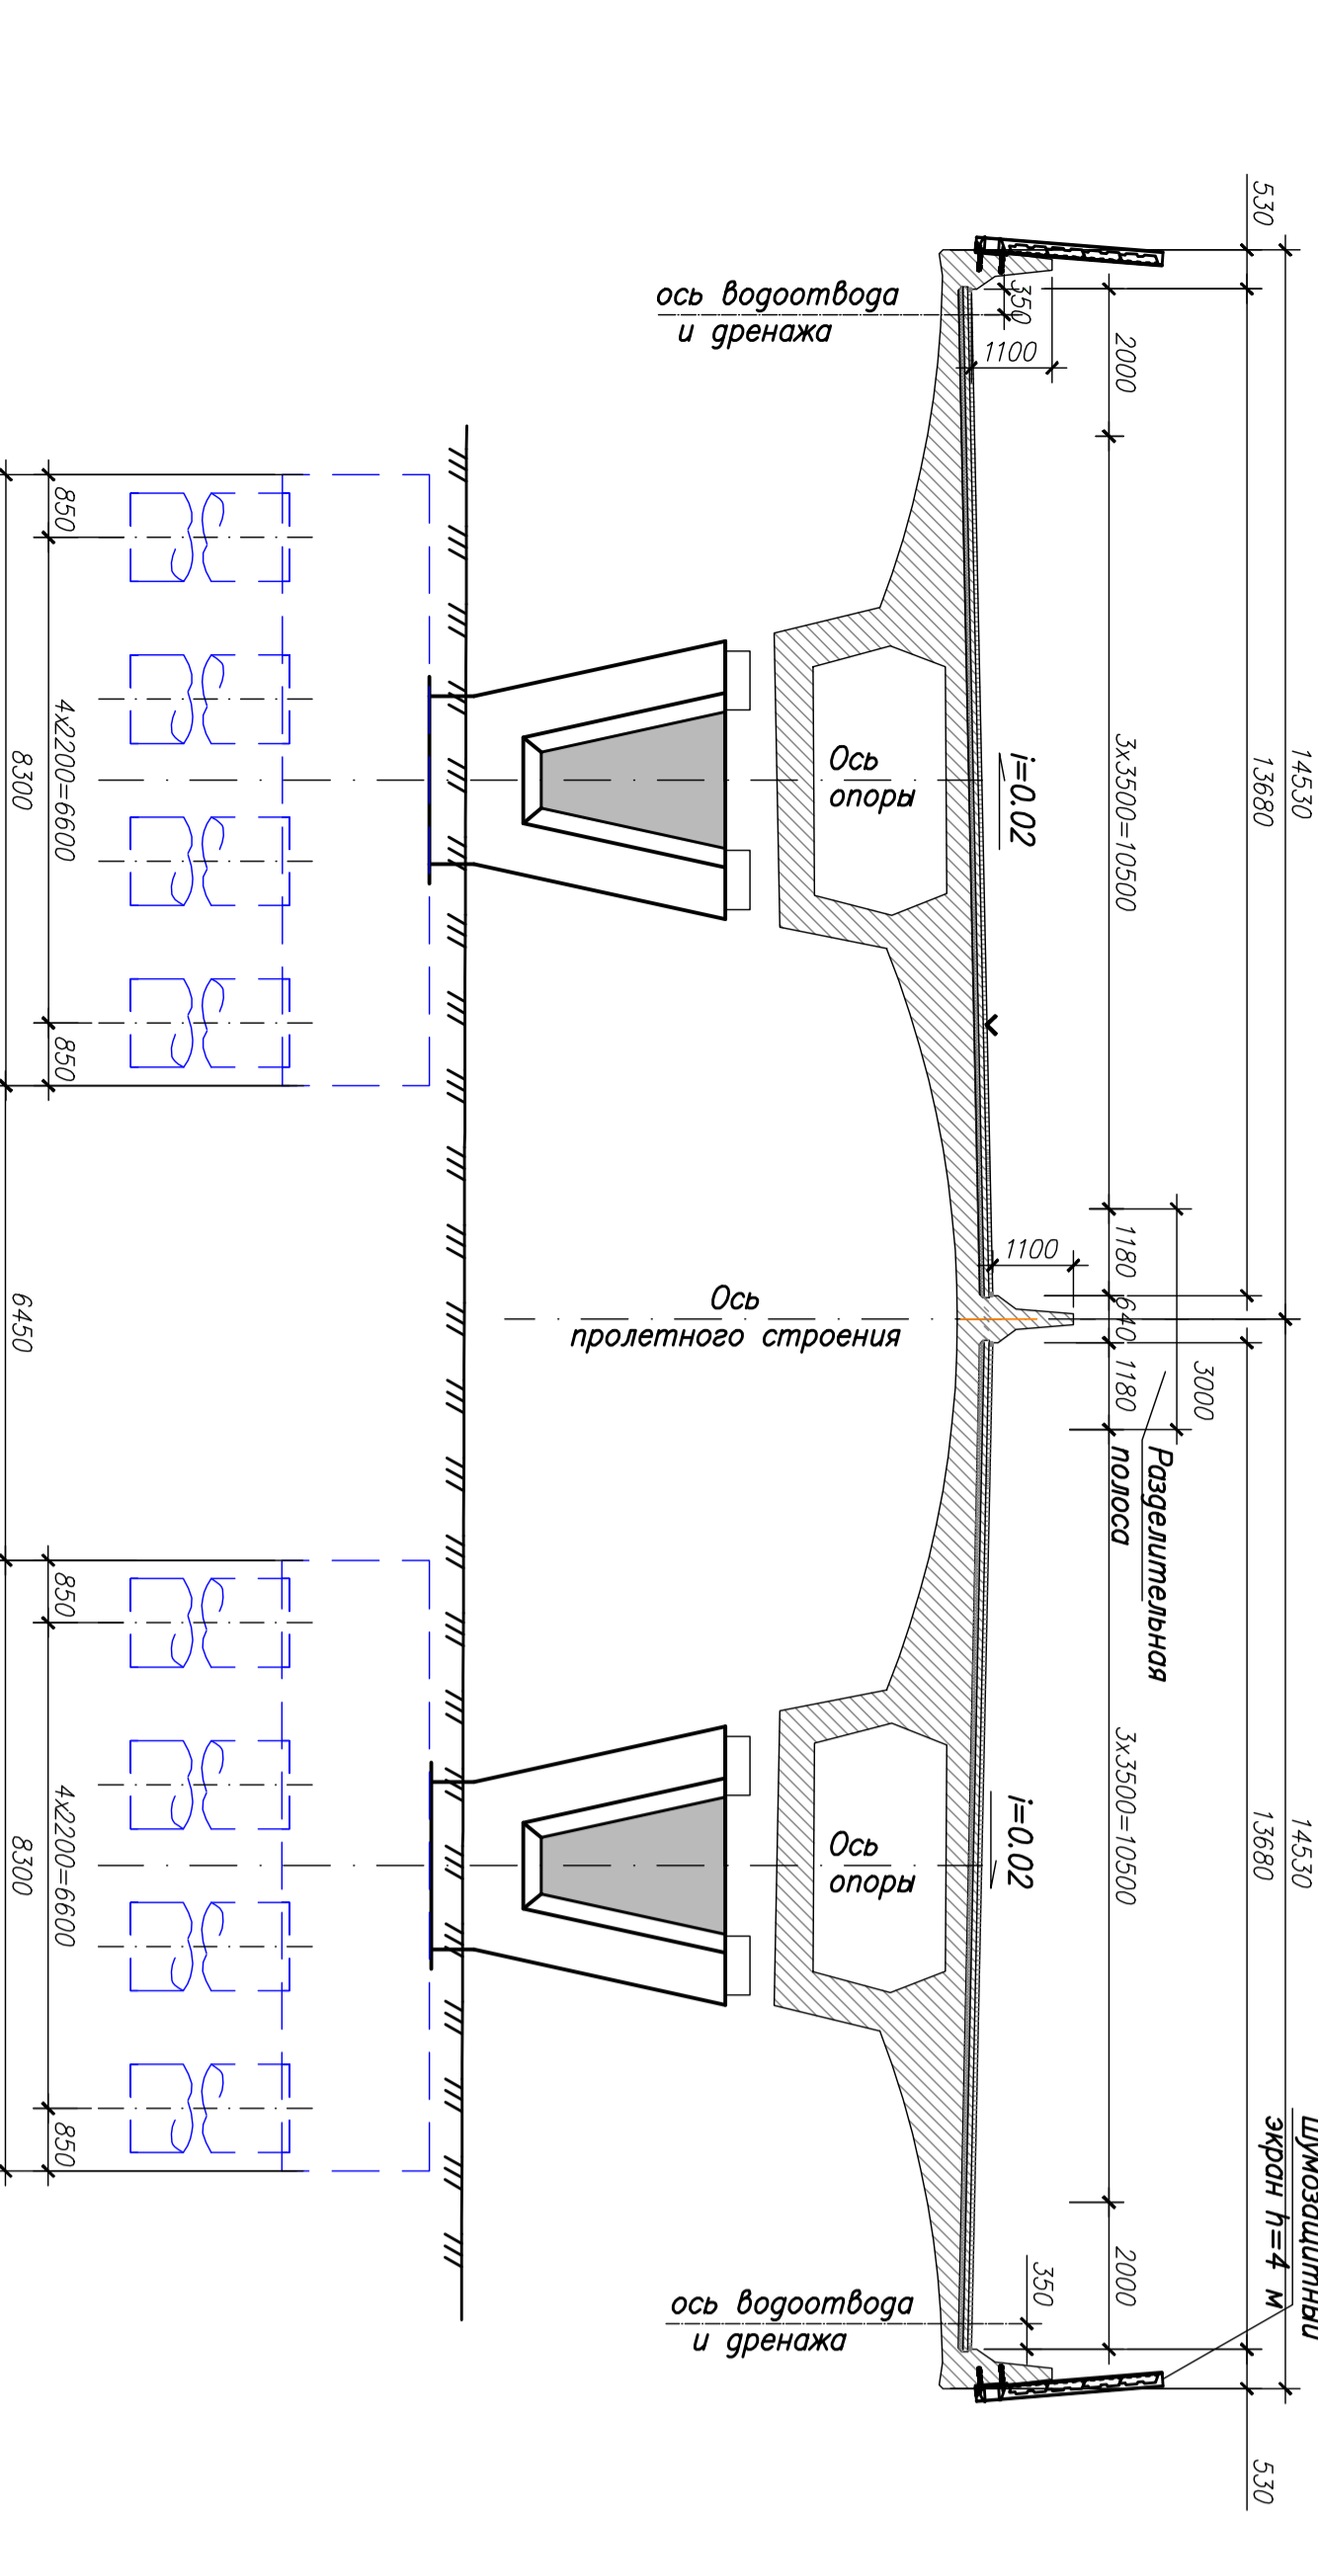 14530
14530
530
13680
13680
530
Шумозащитный
экран h=4 м
3000
Разделительная
полоса
2000
3х3500=10500
1180
640
1180
3х3500=10500
2000
350
1100
i=0.02
1100
i=0.02
350
ось водоотвода
и дренажа
Ось
опоры
Ось
пролетного строения
Ось
опоры
ось водоотвода
и дренажа
850
4х2200=6600
850
850
4х2200=6600
850
8300
6450
8300